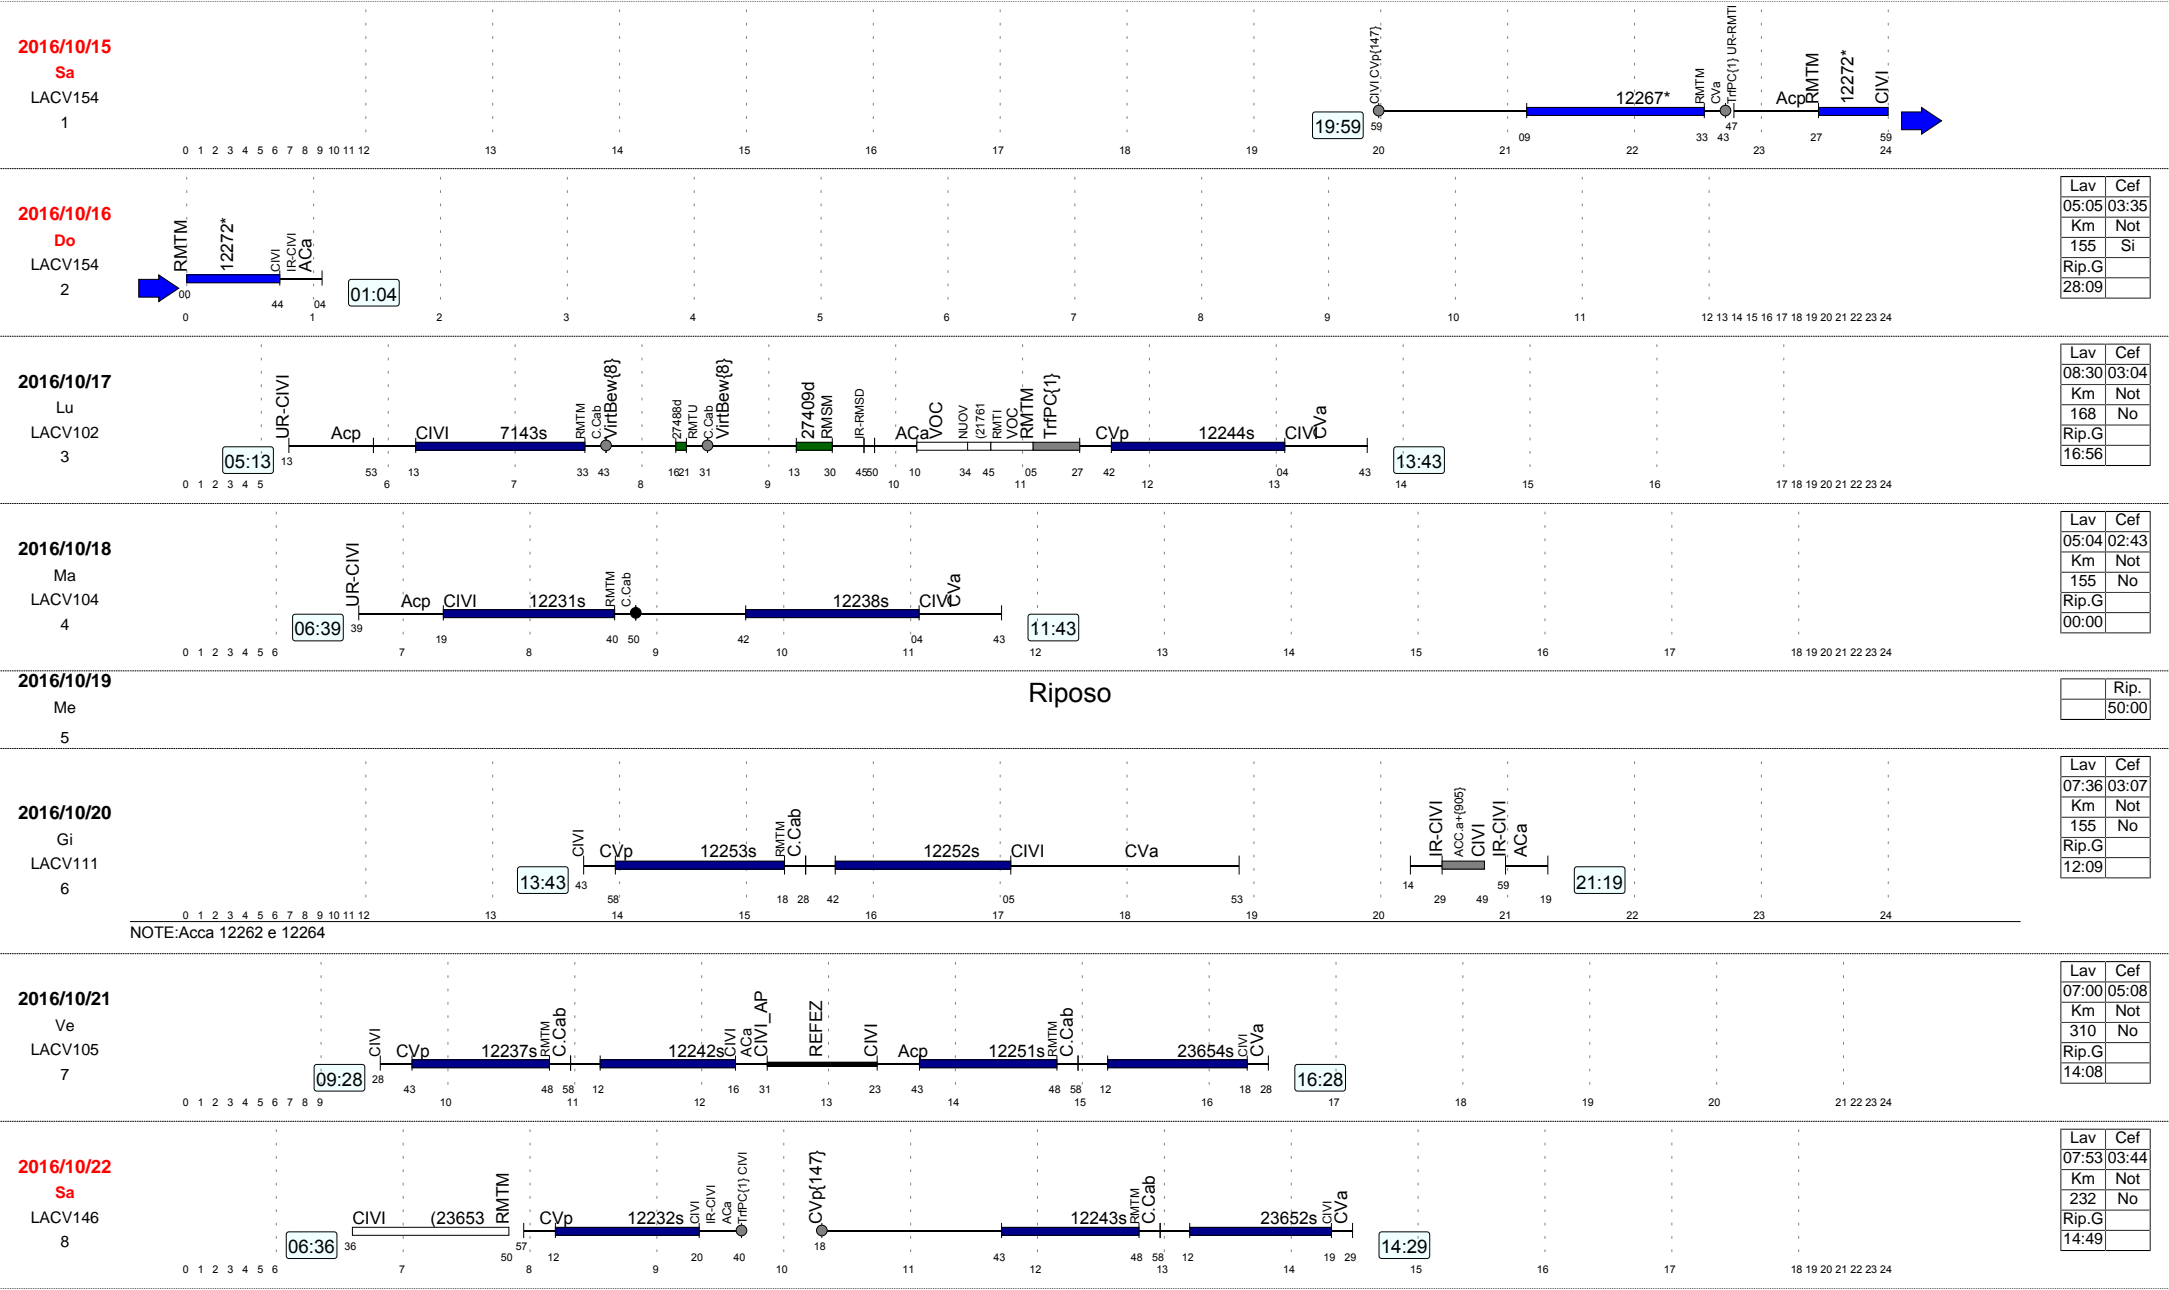 2016/10/15
Sa
LACV154
1
19:59
CIVI CVp{147} 12267* RMTM CVa TrfPC{1} UR-RMTI Acp RMTM 12272* CIVI
59 09 33 43 47 27 59
0 1 2 3 4 5 6 7 8 9 10 11 12 13 14 15 16 17 18 19 20 21 22 23 24
2016/10/16
Do
LACV154
2
RMTM 12272* CIVI IR-CIVI ACa
00 44 04
01:04
0 1 2 3 4 5 6 7 8 9 10 11 12 13 14 15 16 17 18 19 20 21 22 23 24
Lav Cef
05:05 03:35
Km Not
155 Si
Rip.G
28:09
2016/10/17
Lu
LACV102
3
05:13
UR-CIVI Acp CIVI 7143s RMTM C.Cab VirtBew{8} 27488d RMTU C.Cab VirtBew{8} 27409d RMSM IR-RMSD ACa VOC NUOV (21761 RMTI VOC RMTM TrfPC{1} CVp 12244s CIVI CVa
13 53 13 33 43 16 21 31 13 30 45 50 10 34 45 05 27 42 04 43
13:43
0 1 2 3 4 5 6 7 8 9 10 11 12 13 14 15 16 17 18 19 20 21 22 23 24
Lav Cef
08:30 03:04
Km Not
168 No
Rip.G
16:56
2016/10/18
Ma
LACV104
4
06:39
UR-CIVI Acp CIVI 12231s RMTM C.Cab 12238s CIVI CVa
39 19 40 50 42 04 43
11:43
0 1 2 3 4 5 6 7 8 9 10 11 12 13 14 15 16 17 18 19 20 21 22 23 24
Lav Cef
05:04 02:43
Km Not
155 No
Rip.G
00:00
2016/10/19
Me
5
Riposo
Rip.
50:00
2016/10/20
Gi
LACV111
6
13:43
CIVI CVp 12253s RMTM C.Cab 12252s CIVI CVa IR-CIVI ACC.a+{905} CIVI IR-CIVI ACa
43 58 18 28 42 05 53 14 29 49 59 19
21:19
0 1 2 3 4 5 6 7 8 9 10 11 12 13 14 15 16 17 18 19 20 21 22 23 24
NOTE:Acca 12262 e 12264
Lav Cef
07:36 03:07
Km Not
155 No
Rip.G
12:09
2016/10/21
Ve
LACV105
7
09:28
CIVI CVp 12237s RMTM C.Cab 12242s CIVI ACa CIVI_AP REFEZ CIVI Acp 12251s RMTM C.Cab 23654s CIVI CVa
28 43 48 58 12 16 31 23 43 48 58 12 18 28
16:28
0 1 2 3 4 5 6 7 8 9 10 11 12 13 14 15 16 17 18 19 20 21 22 23 24
Lav Cef
07:00 05:08
Km Not
310 No
Rip.G
14:08
2016/10/22
Sa
LACV146
8
06:36
CIVI (23653 RMTM CVp 12232s CIVI IR-CIVI ACa TrfPC{1} CIVI CVp{147} 12243s RMTM C.Cab 23652s CIVI CVa
36 50 57 12 20 40 18 43 48 58 12 19 29
14:29
0 1 2 3 4 5 6 7 8 9 10 11 12 13 14 15 16 17 18 19 20 21 22 23 24
Lav Cef
07:53 03:44
Km Not
232 No
Rip.G
14:49